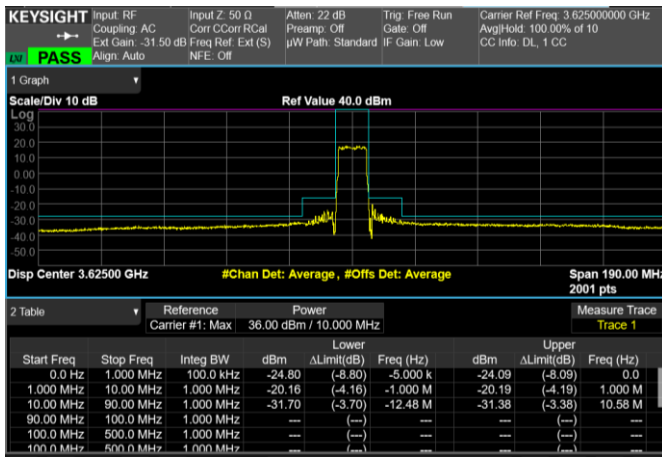 KEYSIGHT Input: RF Input Z: 50 Ω Atten: 22 dB Trig: Free Run Carrier Ref Freq: 3.625000000 GHz
Coupling: AC Corr CCorr RCal Preamp: Off Gate: Off Avg|Hold: 100.00% of 10
Ext Gain: -31.50 dB Freq Ref: Ext (S) µW Path: Standard IF Gain: Low CC Info: DL, 1 CC
LXI PASS Align: Auto NFE: Off
1 Graph
Scale/Div 10 dB Ref Value 40.0 dBm
Log
30.0
20.0
10.0
0.00
-10.0
-20.0
-30.0
-40.0
-50.0
Disp Center 3.62500 GHz #Chan Det: Average , #Offs Det: Average Span 190.00 MHz
2001 pts
2 Table Reference Power Measure Trace
Carrier #1: Max 36.00 dBm / 10.000 MHz Trace 1
Lower Upper
Start Freq Stop Freq Integ BW dBm ΔLimit(dB) Freq (Hz) dBm ΔLimit(dB) Freq (Hz)
0.0 Hz 1.000 MHz 100.0 kHz -24.80 (-8.80) -5.000 k -24.09 (-8.09) 0.0
1.000 MHz 10.00 MHz 1.000 MHz -20.16 (-4.16) -1.000 M -20.19 (-4.19) 1.000 M
10.00 MHz 90.00 MHz 1.000 MHz -31.70 (-3.70) -12.48 M -31.38 (-3.38) 10.58 M
90.00 MHz 100.0 MHz 1.000 MHz --- (---) --- --- (---) ---
100.0 MHz 500.0 MHz 1.000 MHz --- (---) --- --- (---) ---
100.0 MHz 500.0 MHz 1.000 MHz --- (---) --- --- (---) ---